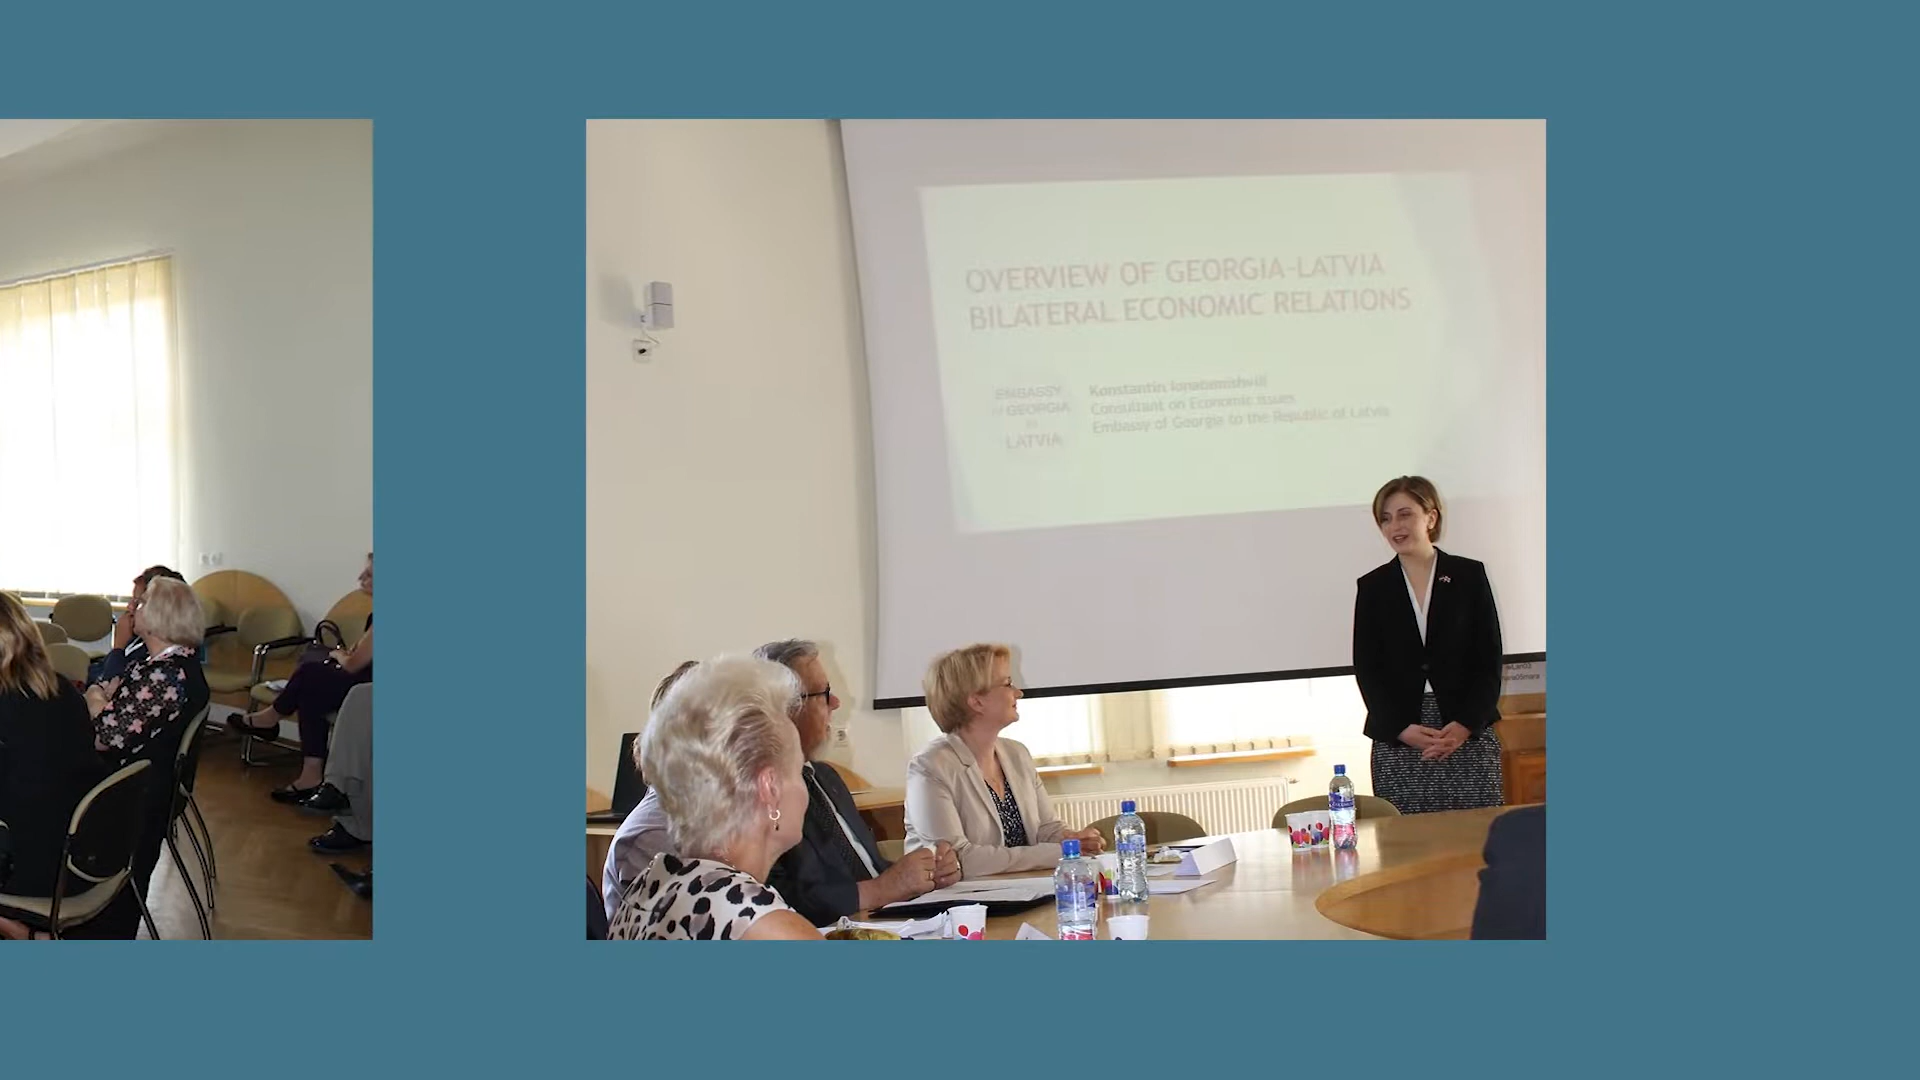 OVERVIEW OF GEORGIA-LATVIA
BILATERAL ECONOMIC RELATIONS
EMBASSY
of GEORGIA
LATVIA
Konstantin
Consultant on Economic Issues
Embassy of Georgia to the Republic of Latvia